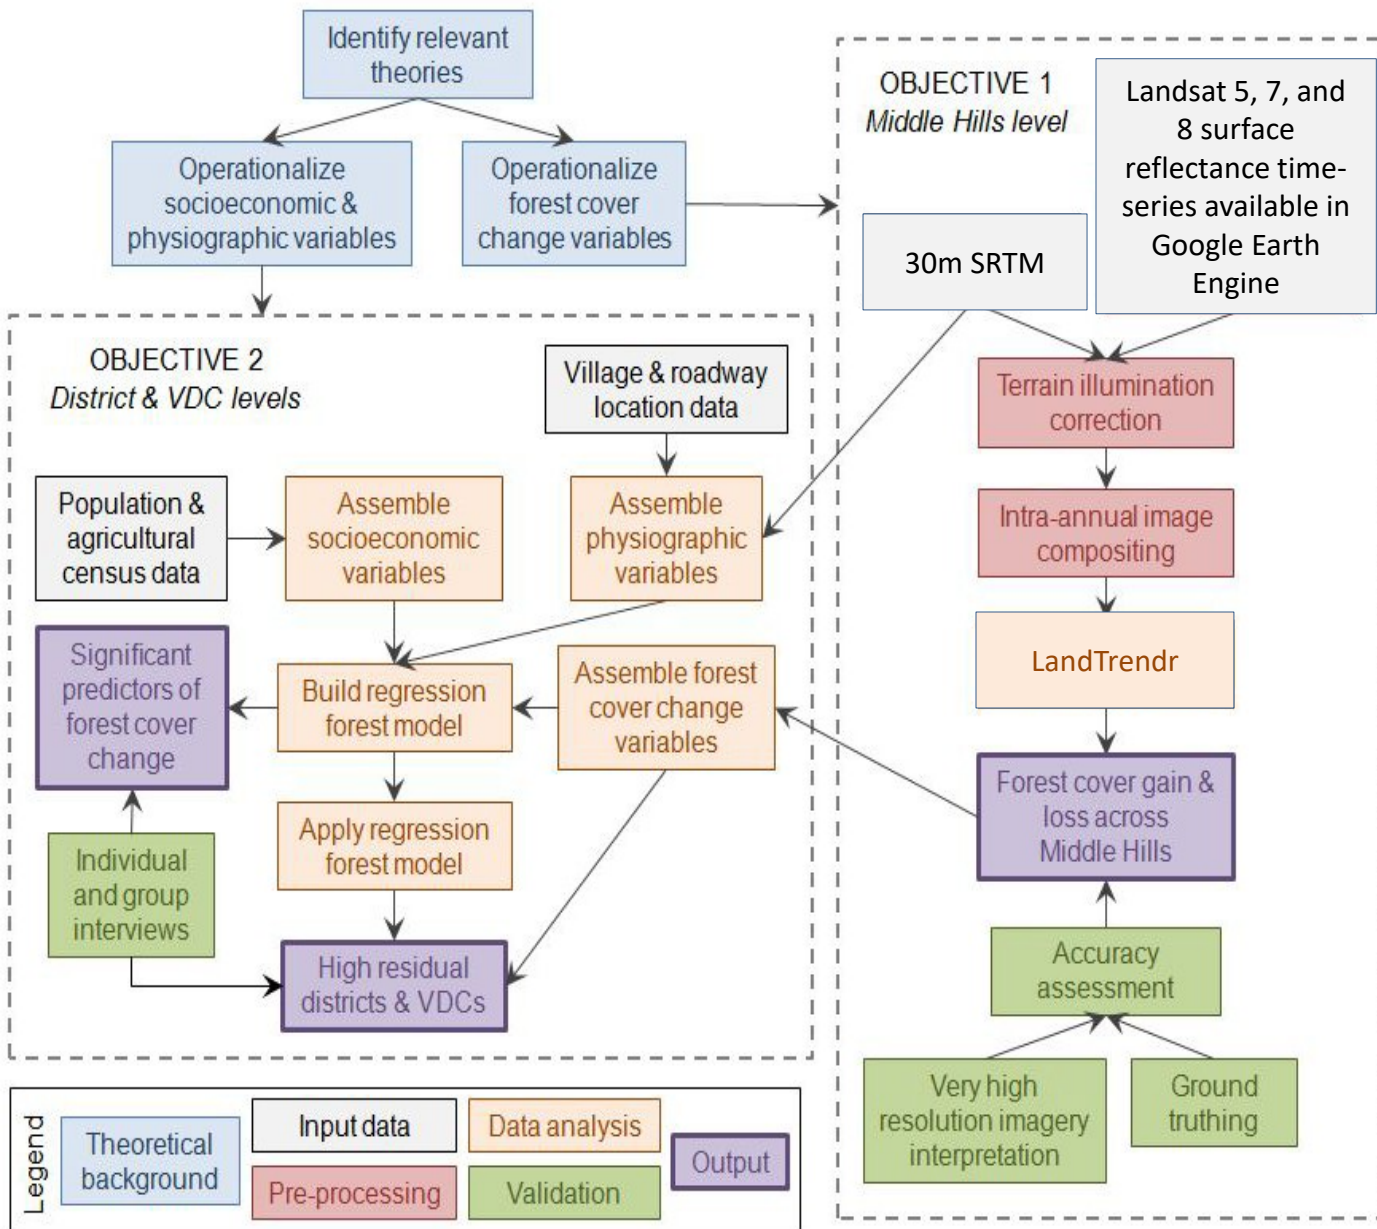 Identify relevant
theories
Operationalize
socioeconomic &
physiographic variables
Operationalize
forest cover
change variables
OBJECTIVE 1
Middle Hills level
Landsat 5, 7, and
8 surface
reflectance time-
series available in
Google Earth
Engine
30m SRTM
Terrain illumination
correction
Intra-annual image
compositing
LandTrendr
Forest cover gain &
loss across
Middle Hills
Accuracy
assessment
Very high
resolution imagery
interpretation
Ground
truthing
OBJECTIVE 2
District & VDC levels
Village & roadway
location data
Population &
agricultural
census data
Assemble
socioeconomic
variables
Assemble
physiographic
variables
Significant
predictors of
forest cover
change
Build regression
forest model
Assemble forest
cover change
variables
Apply regression
forest model
Individual
and group
interviews
High residual
districts & VDCs
Legend
Theoretical
background
Input data
Pre-processing
Data analysis
Validation
Output